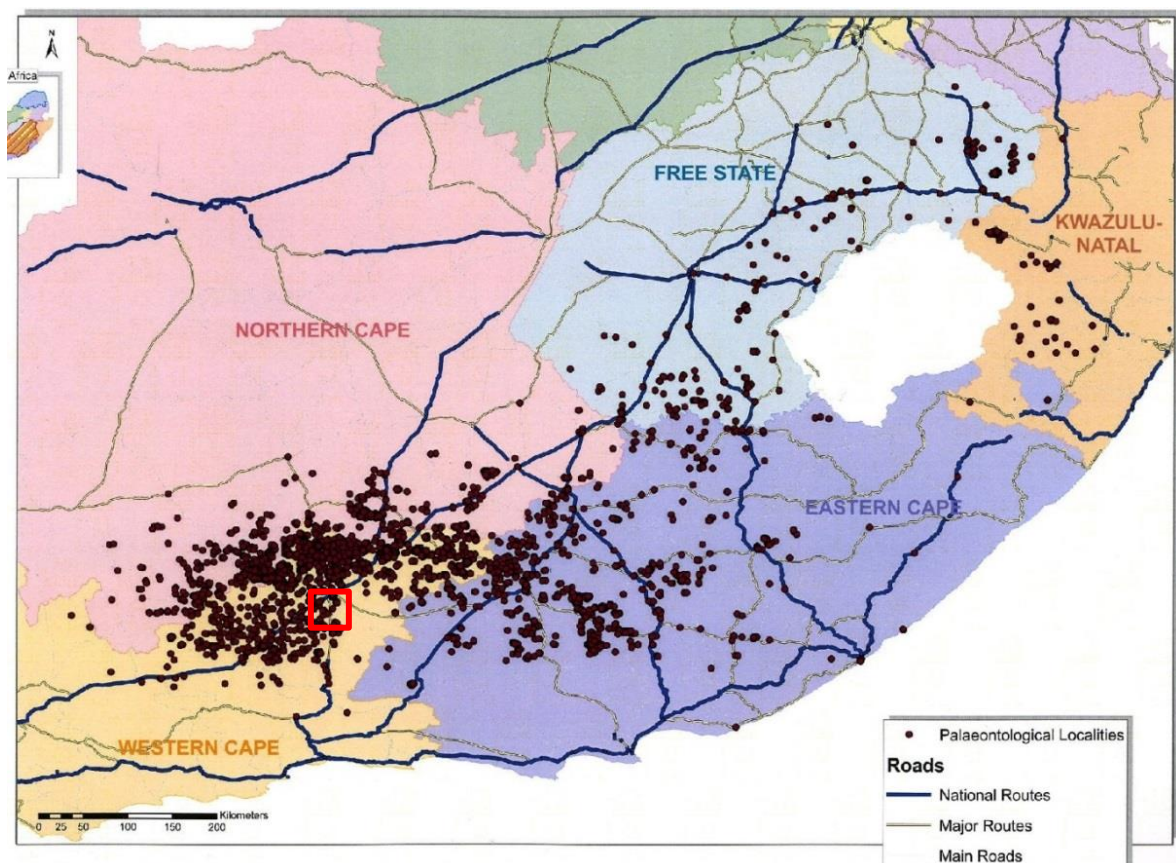 N
Africa
FREE STATE
KWAZULU-
NATAL
NORTHERN CAPE
EASTERN CAPE
WESTERN CAPE
Kilometers
0 25 50 100 150 200
Palaeontological Localities
Roads
National Routes
Major Routes
Main Roads